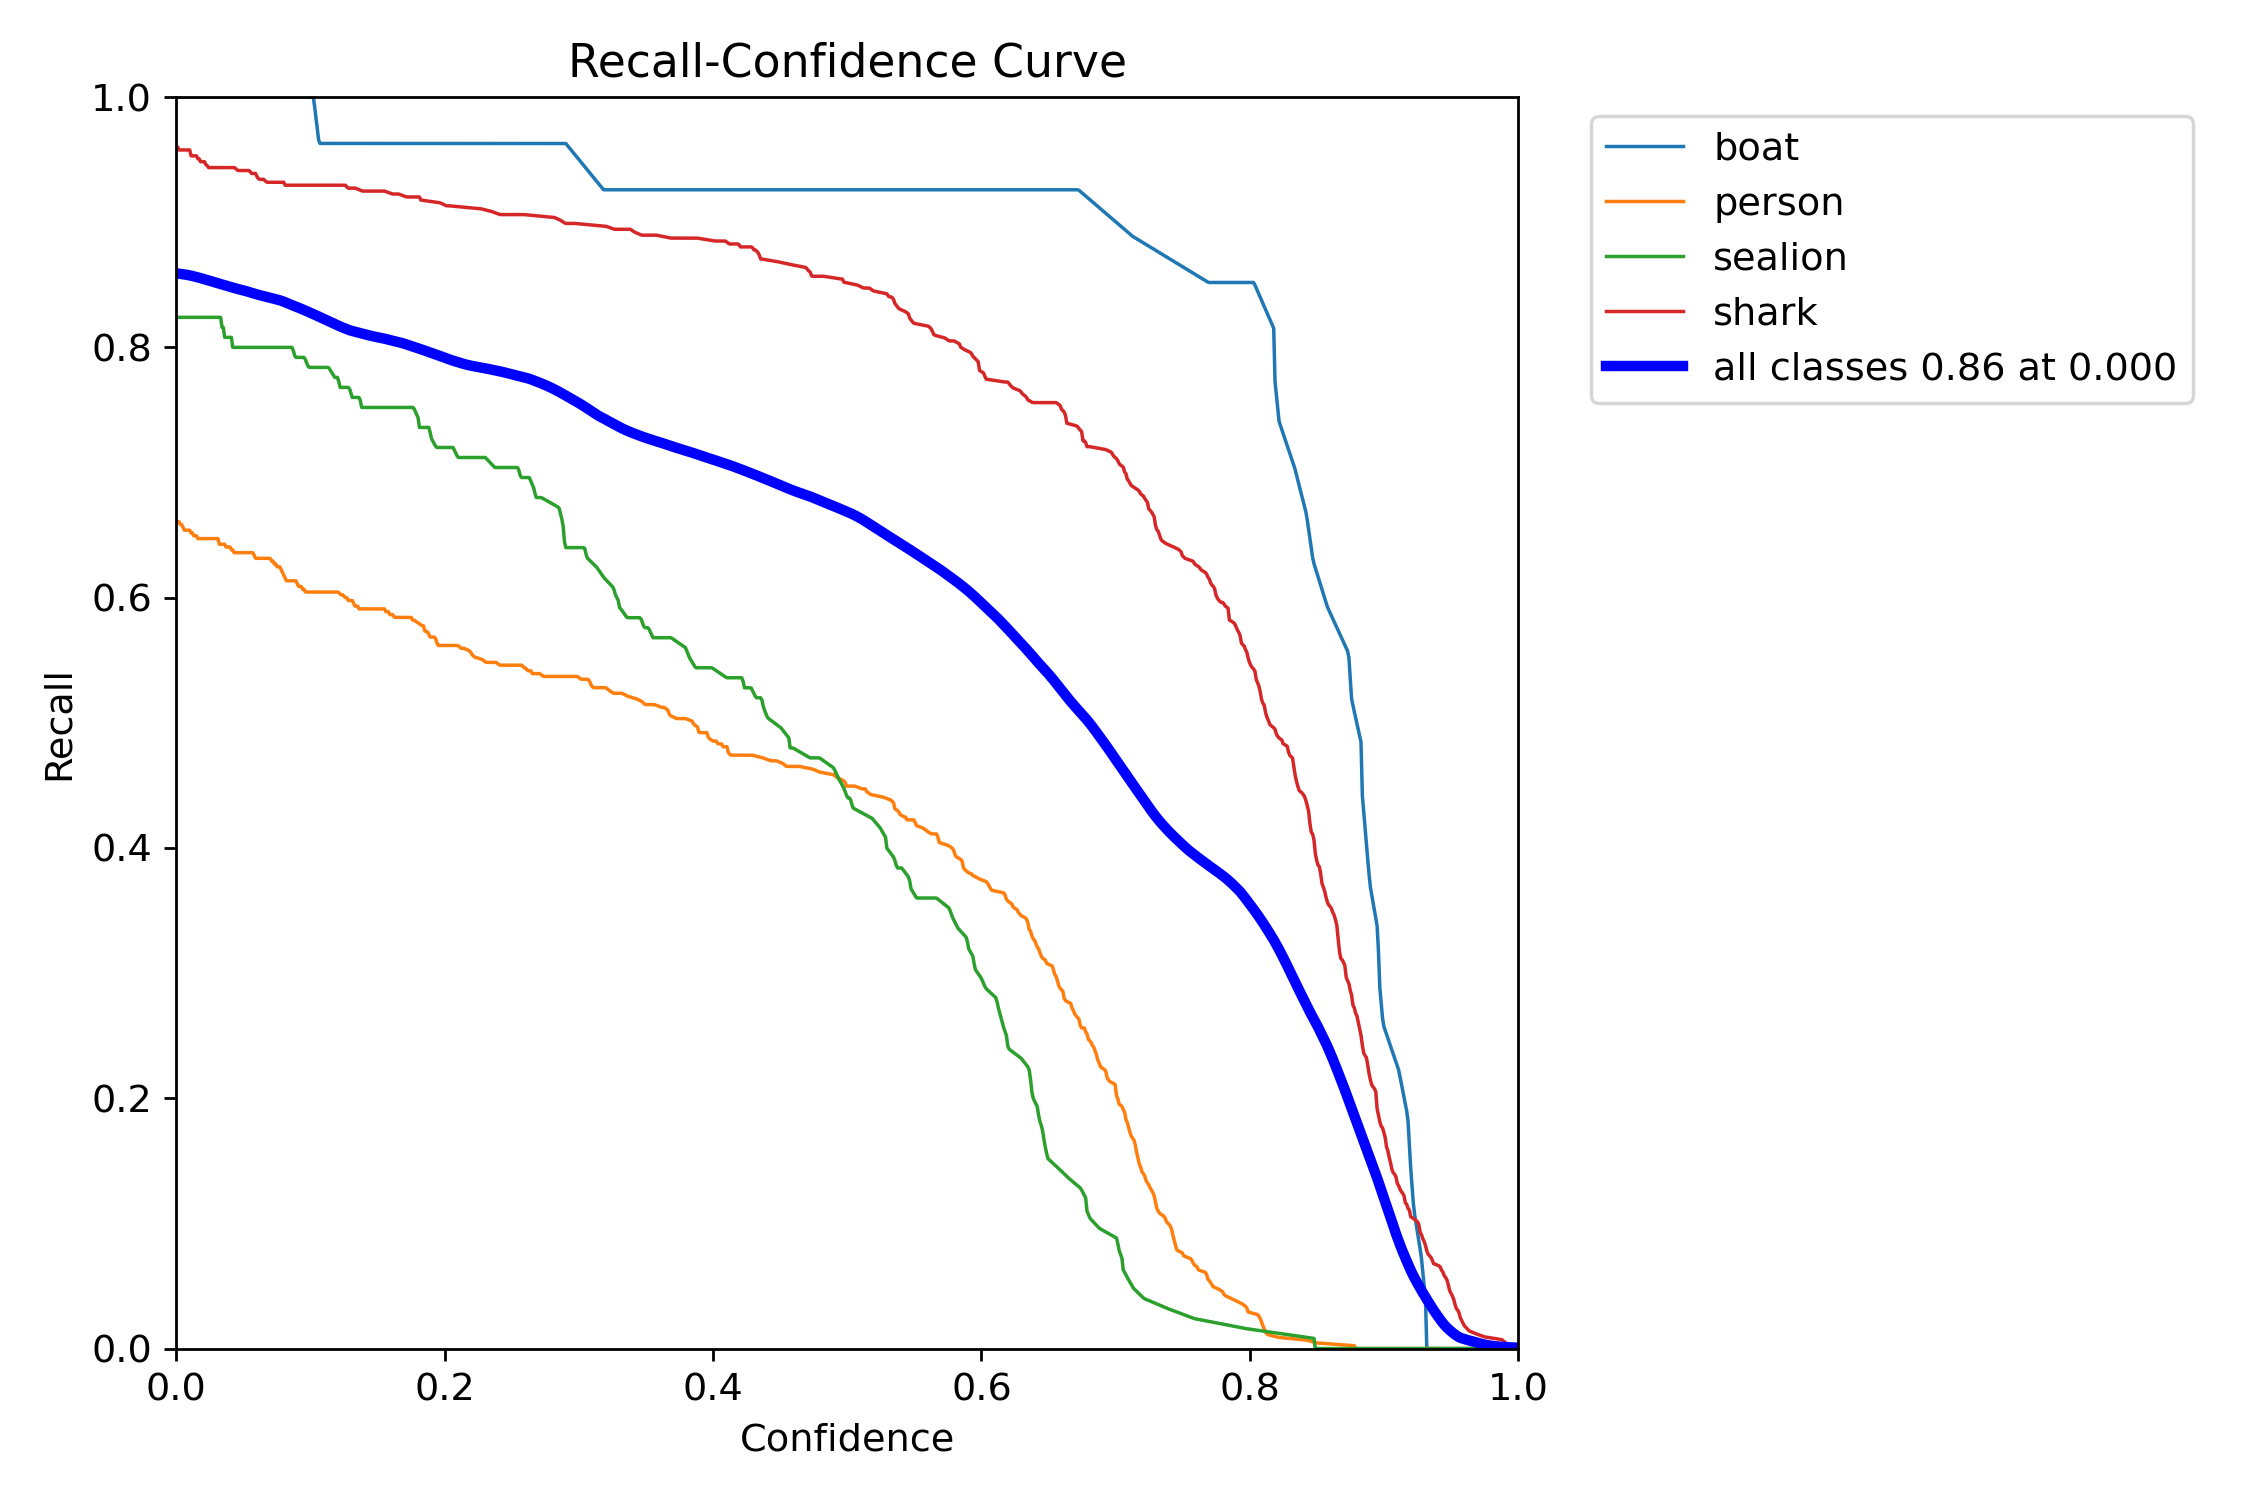 Recall-Confidence Curve
1.0
0.8
0.6
0.4
0.2
0.0
Recall
0.0 0.2 0.4 0.6 0.8 1.0
Confidence
boat
person
sealion
shark
all classes 0.86 at 0.000